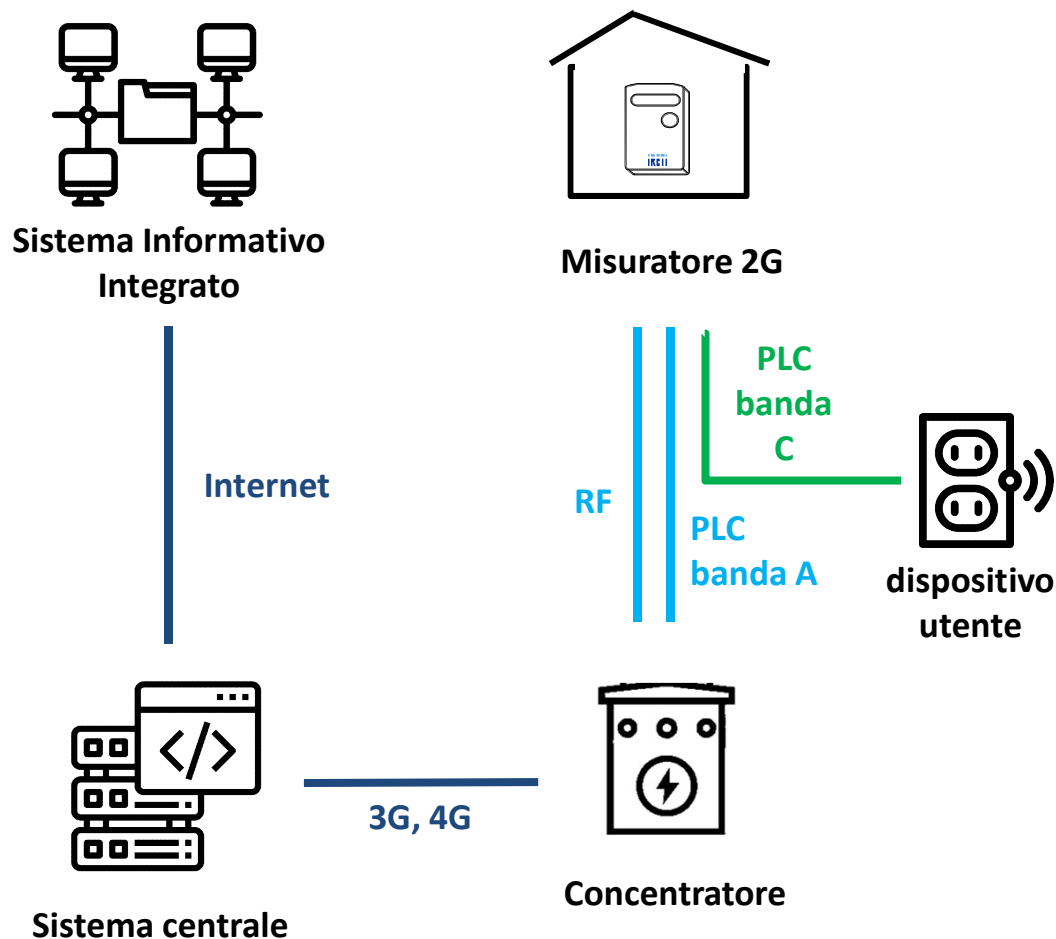 Sistema Informativo
Integrato
Misuratore 2G
PLC
banda
C
Internet
RF
PLC
banda A
dispositivo
utente
3G, 4G
Sistema centrale
Concentratore